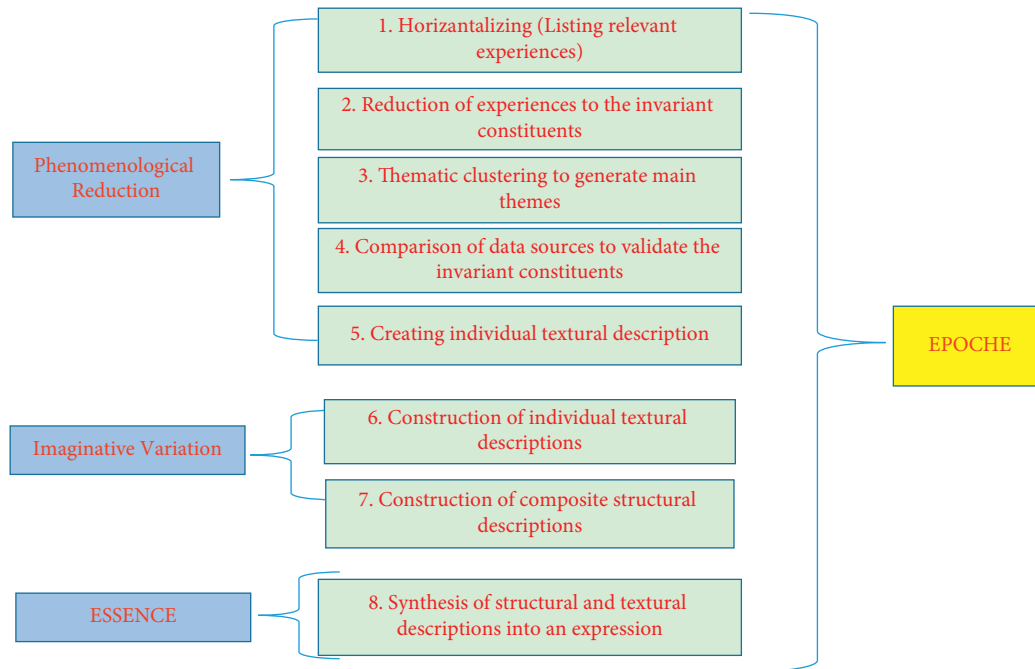 1. Horizantalizing (Listing relevant
experiences)
2. Reduction of experiences to the invariant
constituents
Phenomenological
Reduction
3. Thematic clustering to generate main
themes
4. Comparison of data sources to validate the
invariant constituents
5. Creating individual textural description
EPOCHE
6. Construction of individual textural
descriptions
Imaginative Variation
7. Construction of composite structural
descriptions
ESSENCE
8. Synthesis of structural and textural
descriptions into an expression